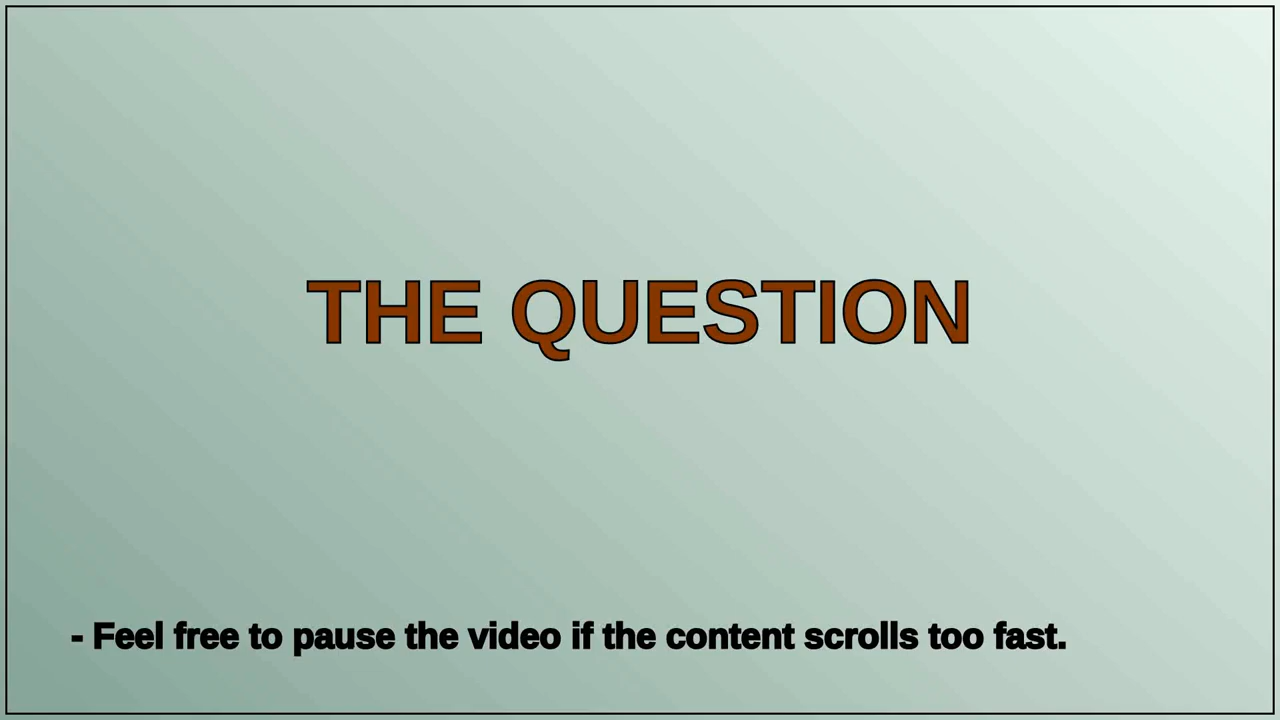 THE QUESTION
- Feel free to pause the video if the content scrolls too fast.